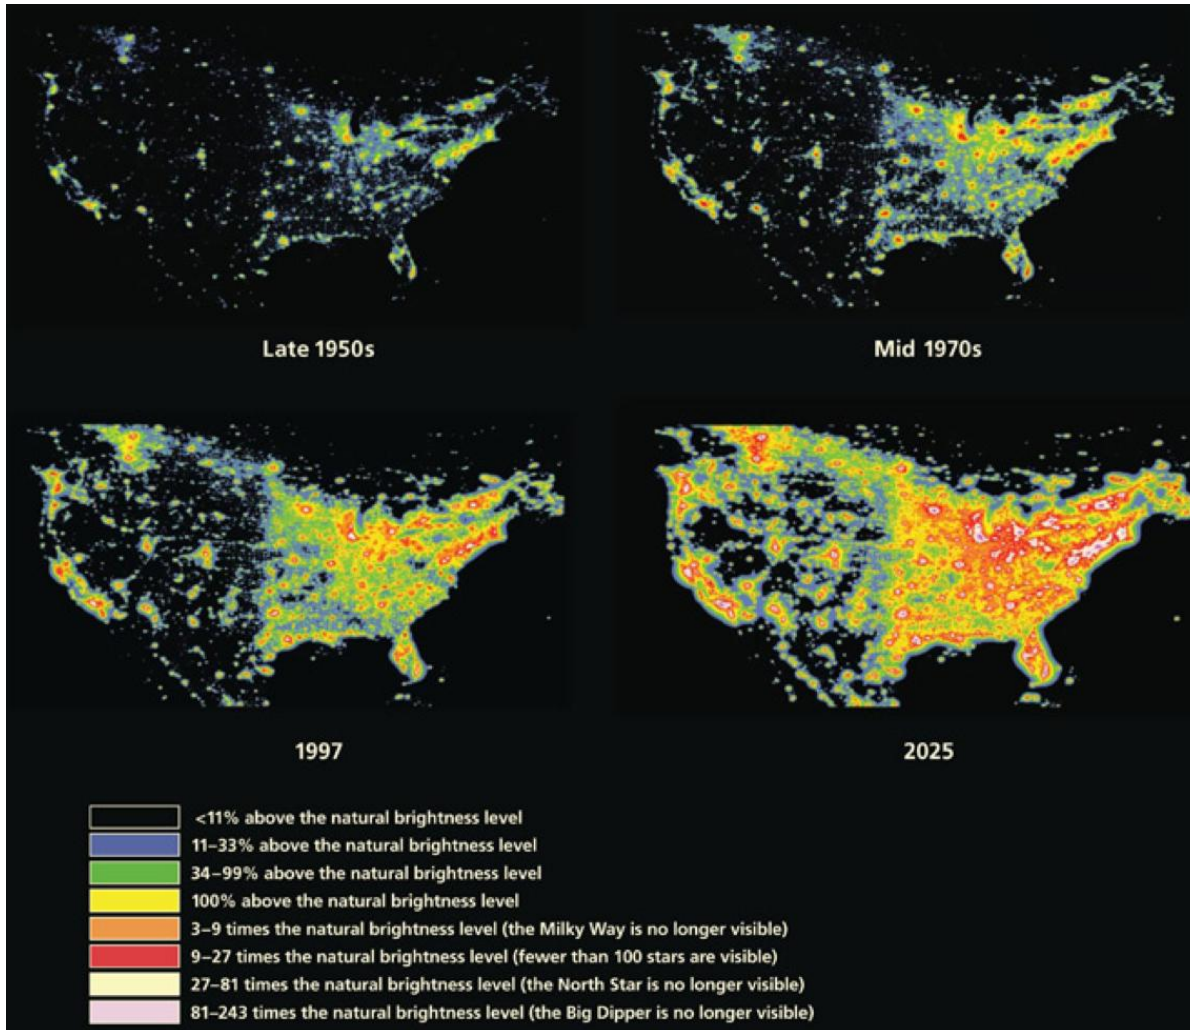 Late 1950s
Mid 1970s
1997
2025
<11% above the natural brightness level
11–33% above the natural brightness level
34–99% above the natural brightness level
100% above the natural brightness level
3–9 times the natural brightness level (the Milky Way is no longer visible)
9–27 times the natural brightness level (fewer than 100 stars are visible)
27–81 times the natural brightness level (the North Star is no longer visible)
81–243 times the natural brightness level (the Big Dipper is no longer visible)